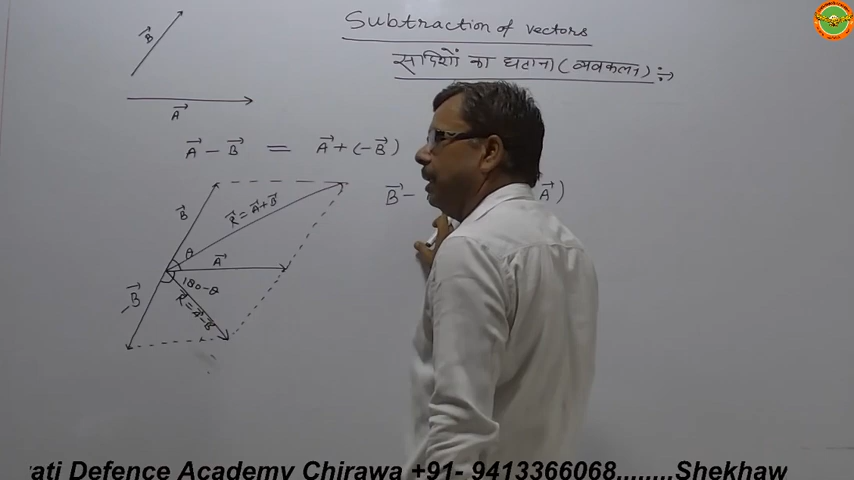 Subtraction of vectors
सदिशों का घटाना (व्यवकलन) :→
B⃗
A⃗
A⃗ - B⃗ = A⃗ + (-B⃗)
B⃗ - A⃗)
B⃗
R⃗ = A⃗ + B⃗
θ
A⃗
180-θ
-B⃗
R⃗ = A⃗ - B⃗
ati Defence Academy Chirawa +91- 9413366068........Shekhaw